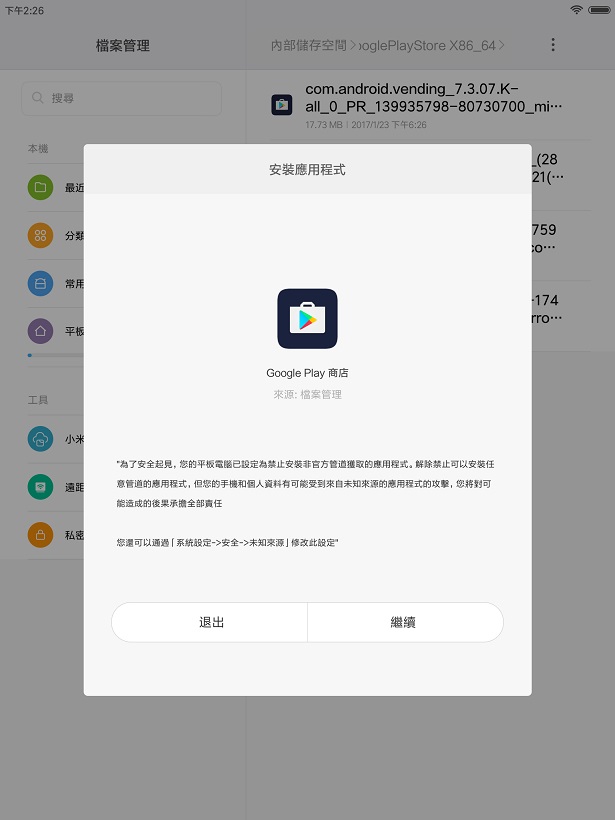 下午2:26
檔案管理
內部儲存空間
oglePlayStore X86_64
搜尋
com.android.vending_7.3.07.K-
all_0_PR_139935798-80730700_mi…
17.73 MB | 2017/1/23 下午6:26
本機
安裝應用程式
_(28
21(…
最近
分類
759
co…
常用
-174
rro…
平板
Google Play 商店
來源: 檔案管理
工具
小米
遠距
私密
"為了安全起見, 您的平板電腦已設定為禁止安裝非官方管道獲取的應用程式。解除禁止可以安裝任
意管道的應用程式, 但您的手機和個人資料有可能受到來自未知來源的應用程式的攻擊, 您將對可
能造成的後果承擔全部責任
您還可以通過「系統設定->安全->未知來源」修改此設定"
退出
繼續